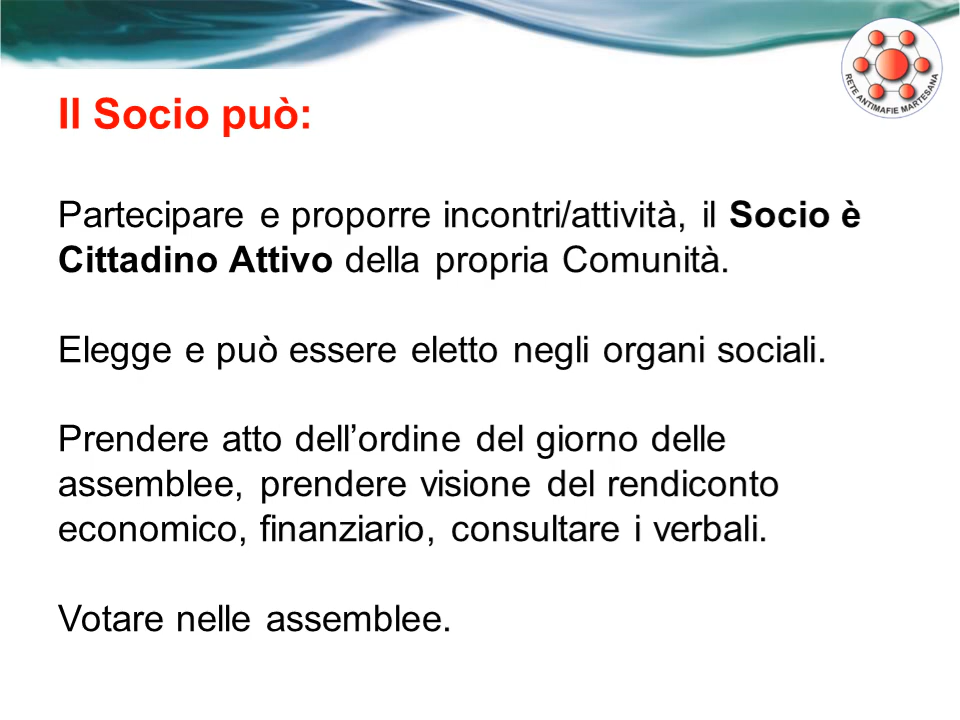 RETE ANTIMAFIE MARTESANA
Il Socio può:
Partecipare e proporre incontri/attività, il Socio è
Cittadino Attivo della propria Comunità.
Elegge e può essere eletto negli organi sociali.
Prendere atto dell’ordine del giorno delle
assemblee, prendere visione del rendiconto
economico, finanziario, consultare i verbali.
Votare nelle assemblee.